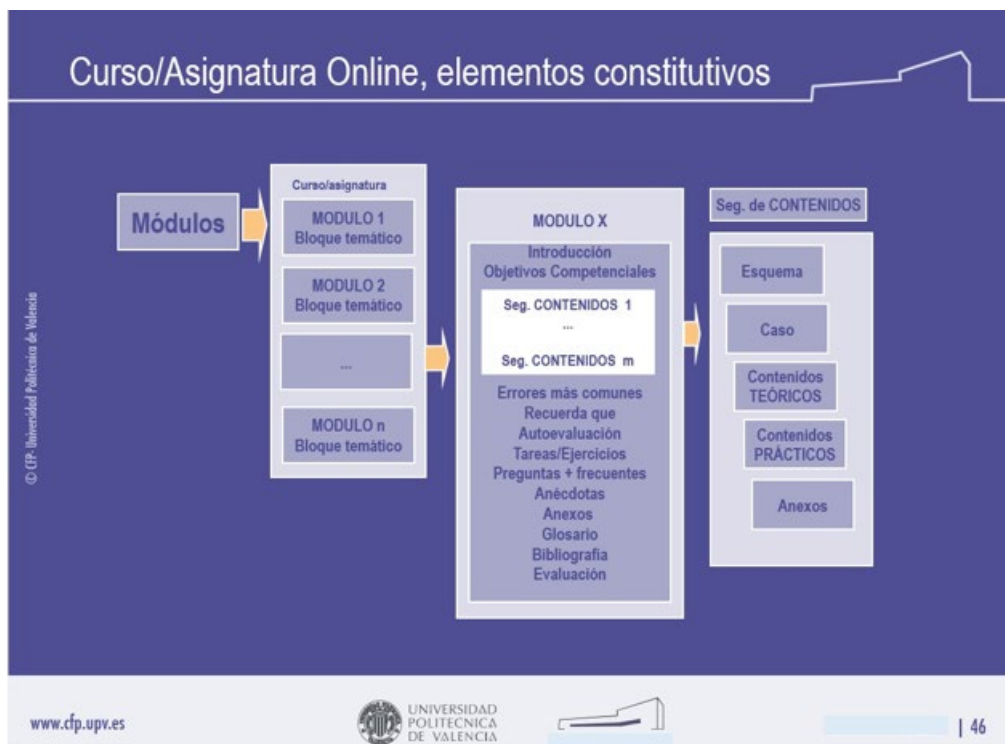 Curso/Asignatura Online, elementos constitutivos
Módulos
Curso/asignatura
MODULO 1
Bloque temático
MODULO 2
Bloque temático
...
MODULO n
Bloque temático
MODULO X
Introducción
Objetivos Competenciales
Seg. CONTENIDOS 1
...
Seg. CONTENIDOS m
Errores más comunes
Recuerda que
Autoevaluación
Tareas/Ejercicios
Preguntas + frecuentes
Anècdotas
Anexos
Glosario
Bibliografia
Evaluación
Seg. de CONTENIDOS
Esquema
Caso
Contenidos
TEÓRICOS
Contenidos
PRÁCTICOS
Anexos
© CFP- Universidad Politécnica de Valencia
www.cfp.upv.es
UNIVERSIDAD
POLITECNICA
DE VALENCIA
| 46